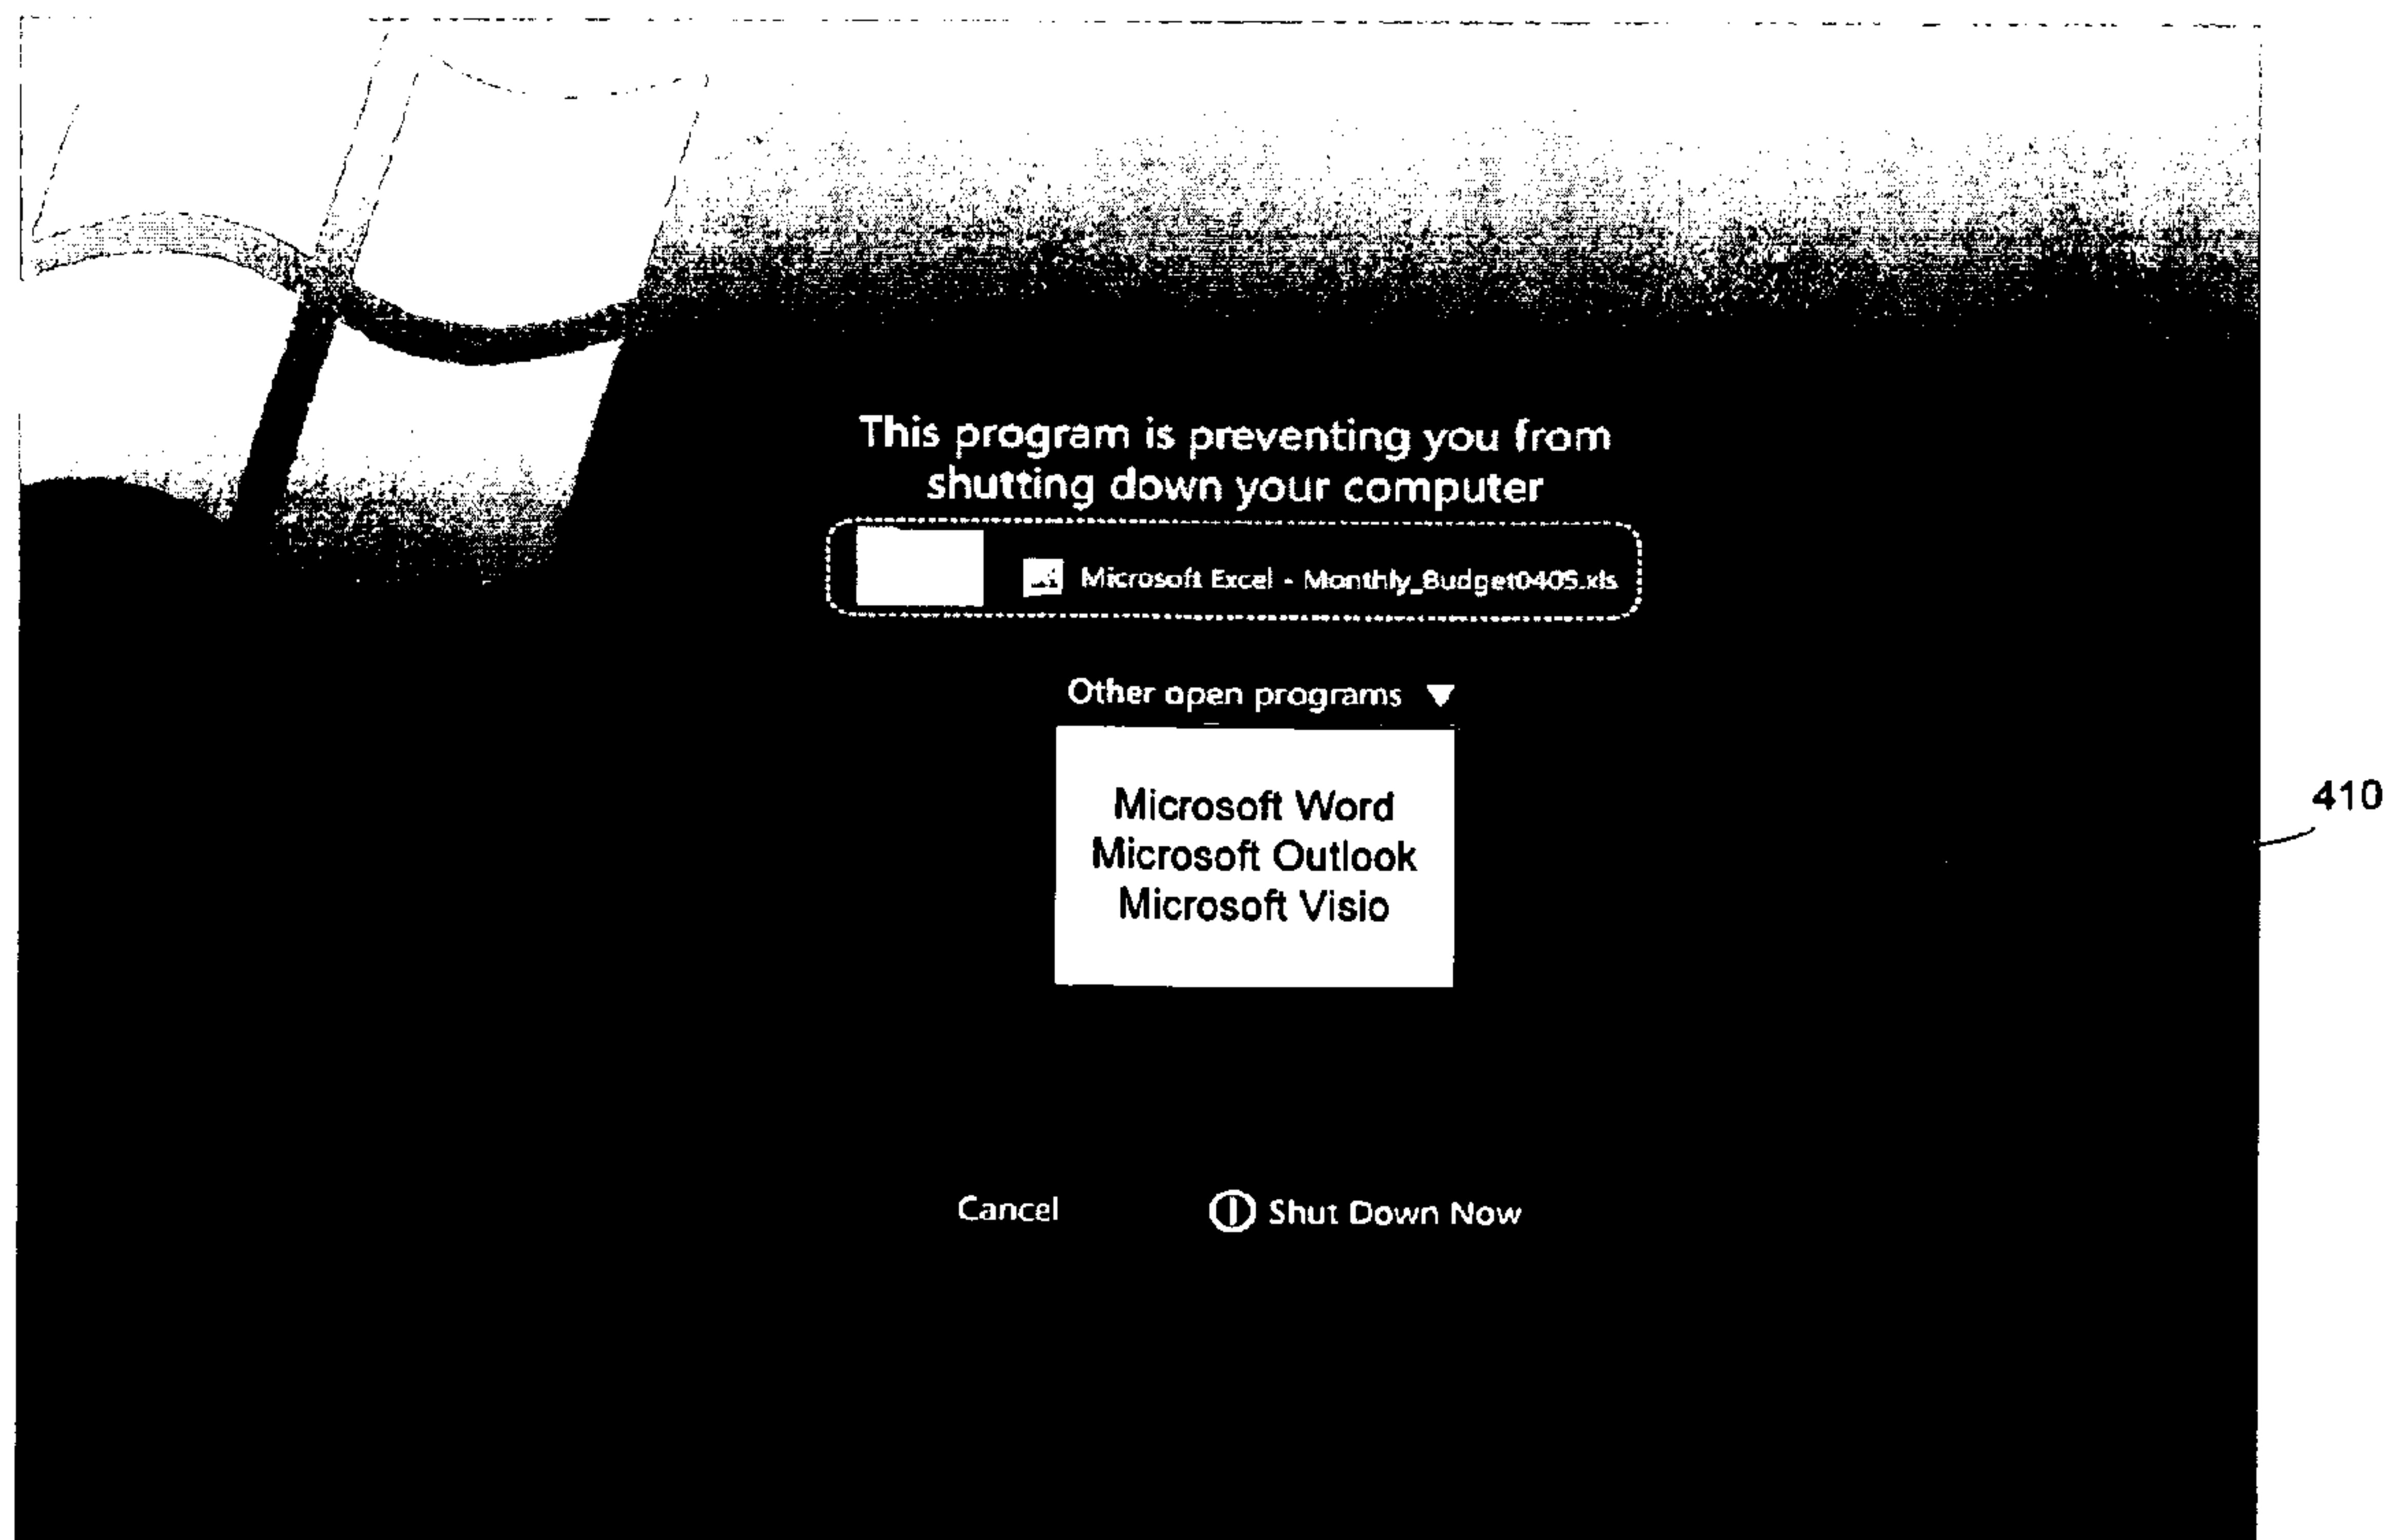 This program is preventing you from
shutting down your computer
Microsoft Excel - Monthly_Budget0405.xls
Other open programs
Microsoft Word
Microsoft Outlook
Microsoft Visio
410
Cancel
Shut Down Now